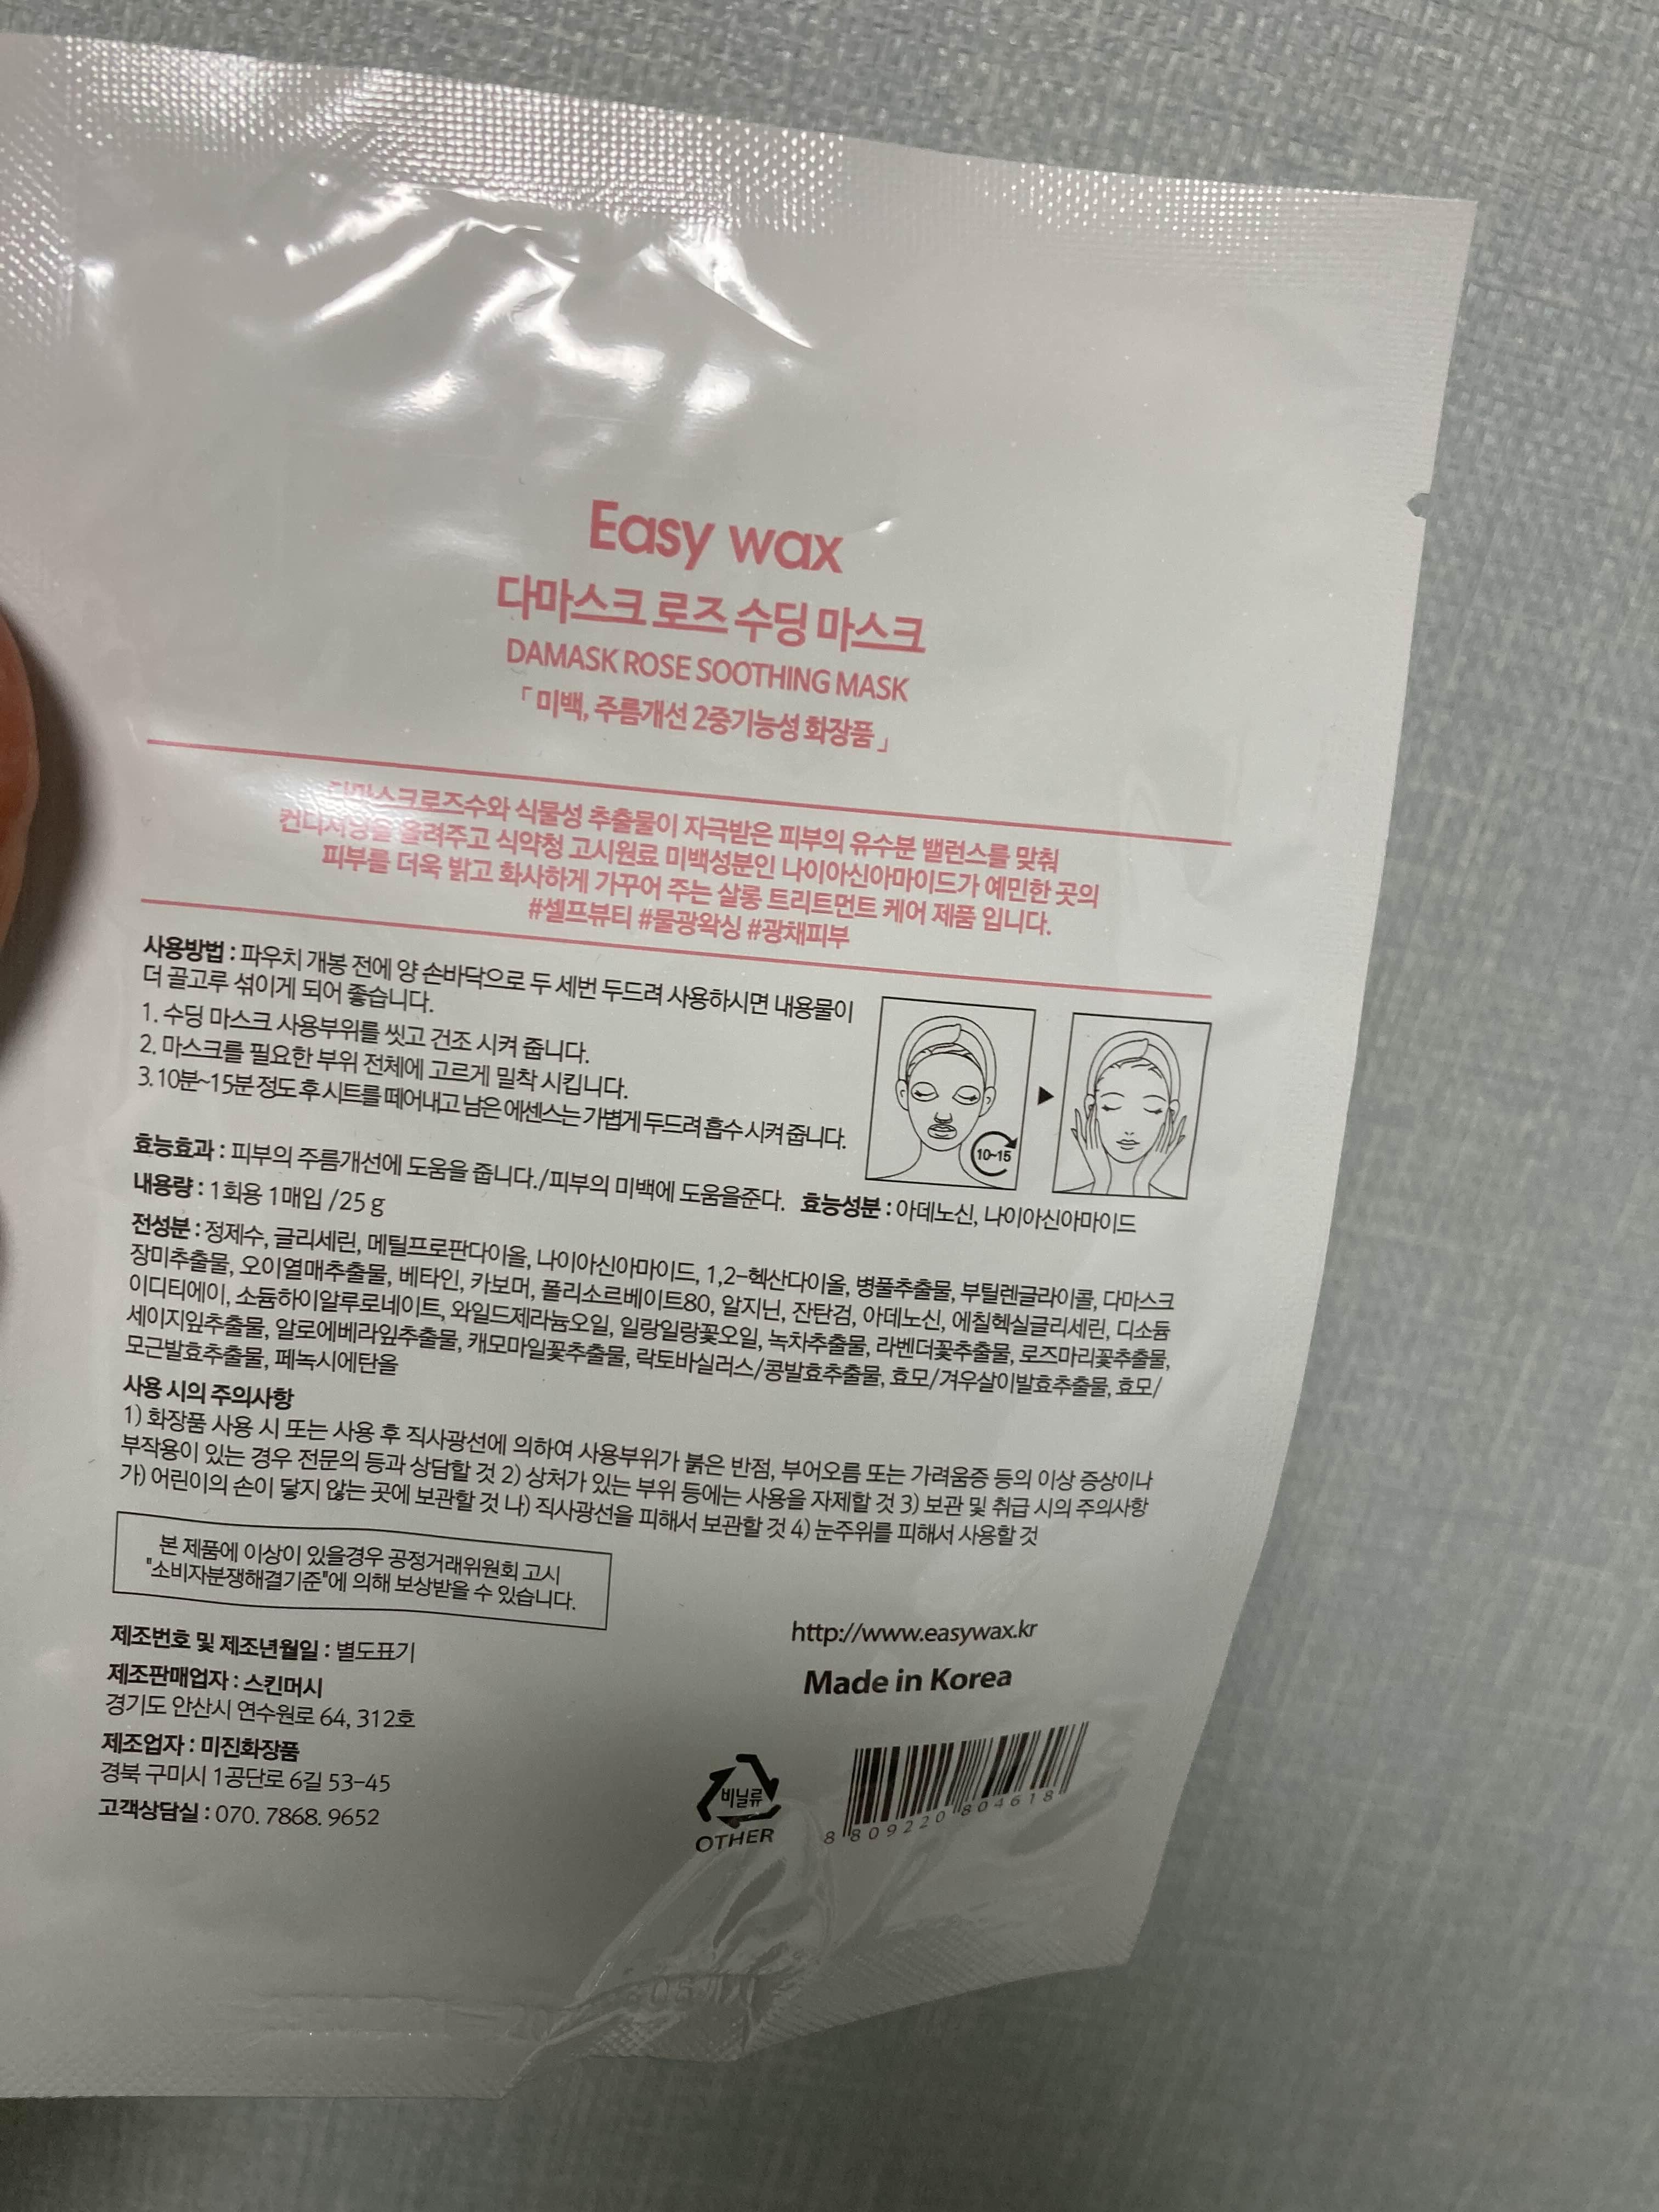 Easy wax
다마스크 로즈 수딩 마스크
DAMASK ROSE SOOTHING MASK
「미백, 주름개선 2중기능성 화장품」
다마스크로즈수와 식물성 추출물이 자극받은 피부의 유수분 밸런스를 맞춰
컨디셔닝을 올려주고 식약청 고시원료 미백성분인 나이아신아마이드가 예민한 곳의
피부를 더욱 밝고 화사하게 가꾸어 주는 살롱 트리트먼트 케어 제품 입니다.
#셀프뷰티 #물광왁싱 #광채피부
사용방법 : 파우치 개봉 전에 양 손바닥으로 두 세번 두드려 사용하시면 내용물이
더 골고루 섞이게 되어 좋습니다.
1. 수딩 마스크 사용부위를 씻고 건조 시켜 줍니다.
2. 마스크를 필요한 부위 전체에 고르게 밀착 시킵니다.
3.10분~15분 정도 후 시트를 떼어내고 남은 에센스는 가볍게 두드려 흡수 시켜 줍니다.
10~15
효능효과 : 피부의 주름개선에 도움을 줍니다./피부의 미백에 도움을준다. 효능성분 : 아데노신, 나이아신아마이드
내용량 : 1회용 1매입 /25 g
전성분 : 정제수, 글리세린, 메틸프로판다이올, 나이아신아마이드, 1,2-헥산다이올, 병풀추출물, 부틸렌글라이콜, 다마스크
장미추출물, 오이열매추출물, 베타인, 카보머, 폴리소르베이트80, 알지닌, 잔탄검, 아데노신, 에칠헥실글리세린, 디소듐
이디티에이, 소듐하이알루로네이트, 와일드제라늄오일, 일랑일랑꽃오일, 녹차추출물, 라벤더꽃추출물, 로즈마리꽃추출물,
세이지잎추출물, 알로에베라잎추출물, 캐모마일꽃추출물, 락토바실러스/콩발효추출물, 효모/겨우살이발효추출물, 효모/
모근발효추출물, 페녹시에탄올
사용 시의 주의사항
1) 화장품 사용 시 또는 사용 후 직사광선에 의하여 사용부위가 붉은 반점, 부어오름 또는 가려움증 등의 이상 증상이나
부작용이 있는 경우 전문의 등과 상담할 것 2) 상처가 있는 부위 등에는 사용을 자제할 것 3) 보관 및 취급 시의 주의사항
가) 어린이의 손이 닿지 않는 곳에 보관할 것 나) 직사광선을 피해서 보관할 것 4) 눈주위를 피해서 사용할 것
본 제품에 이상이 있을경우 공정거래위원회 고시
"소비자분쟁해결기준"에 의해 보상받을 수 있습니다.
제조번호 및 제조년월일 : 별도표기
제조판매업자 : 스킨머시
경기도 안산시 연수원로 64, 312호
제조업자 : 미진화장품
경북 구미시 1공단로 6길 53-45
고객상담실 : 070. 7868. 9652
http://www.easywax.kr
Made in Korea
비닐류
OTHER
8 809220 804618